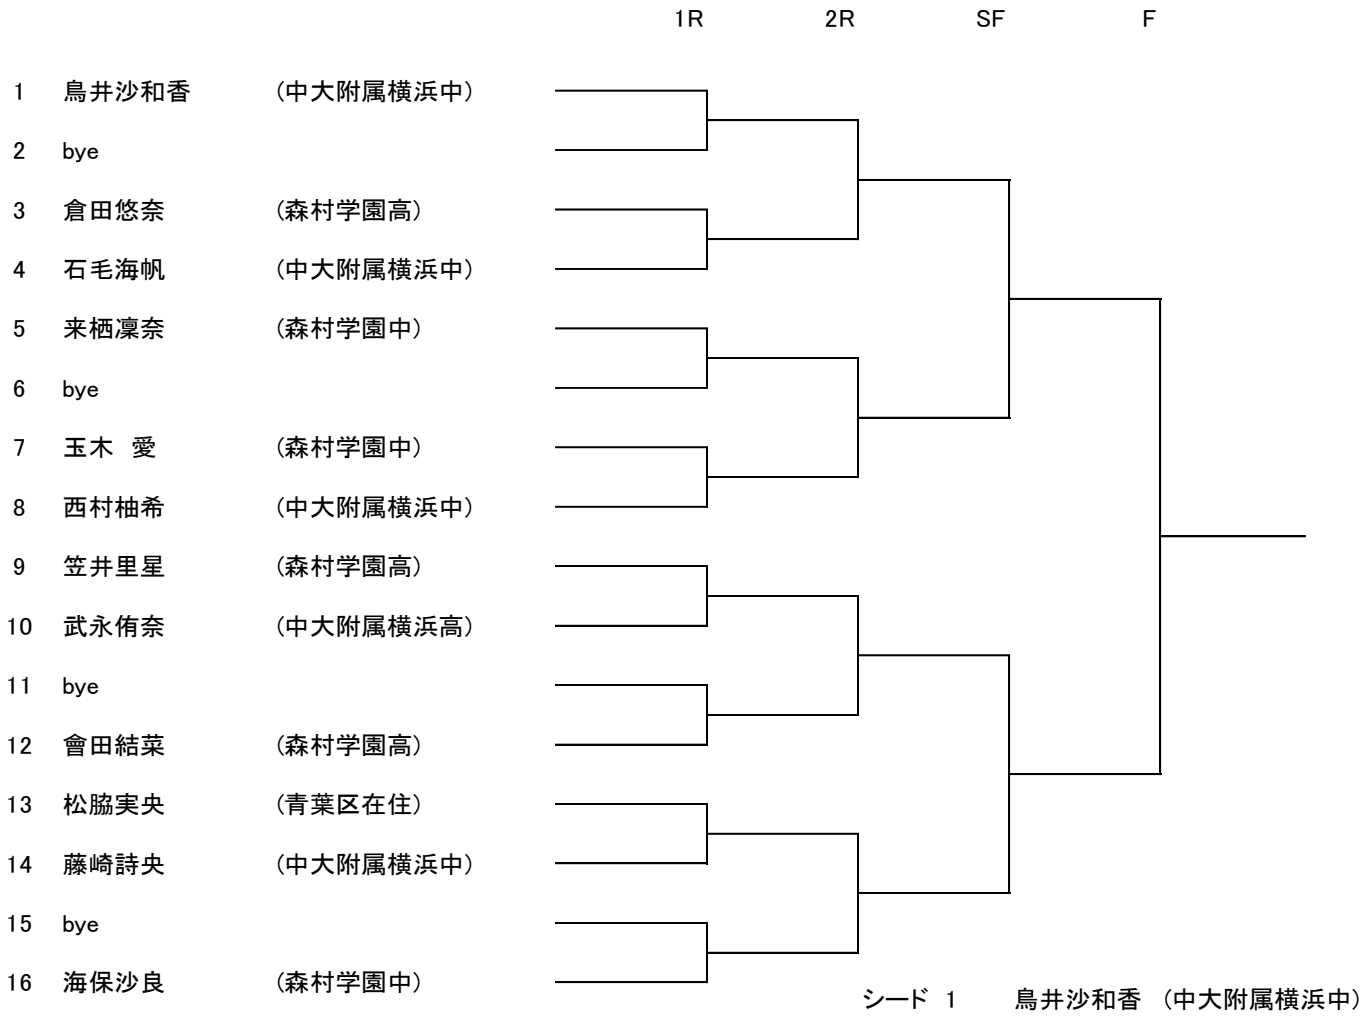 1R 2R SF F
1 鳥井沙和香 (中大附属横浜中)
2 bye
3 倉田悠奈 (森村学園高)
4 石毛海帆 (中大附属横浜中)
5 来栖凜奈 (森村学園中)
6 bye
7 玉木　愛 (森村学園中)
8 西村柚希 (中大附属横浜中)
9 笠井里星 (森村学園高)
10 武永侑奈 (中大附属横浜高)
11 bye
12 會田結菜 (森村学園高)
13 松脇実央 (青葉区在住)
14 藤崎詩央 (中大附属横浜中)
15 bye
16 海保沙良 (森村学園中)
シード 1 鳥井沙和香 (中大附属横浜中)